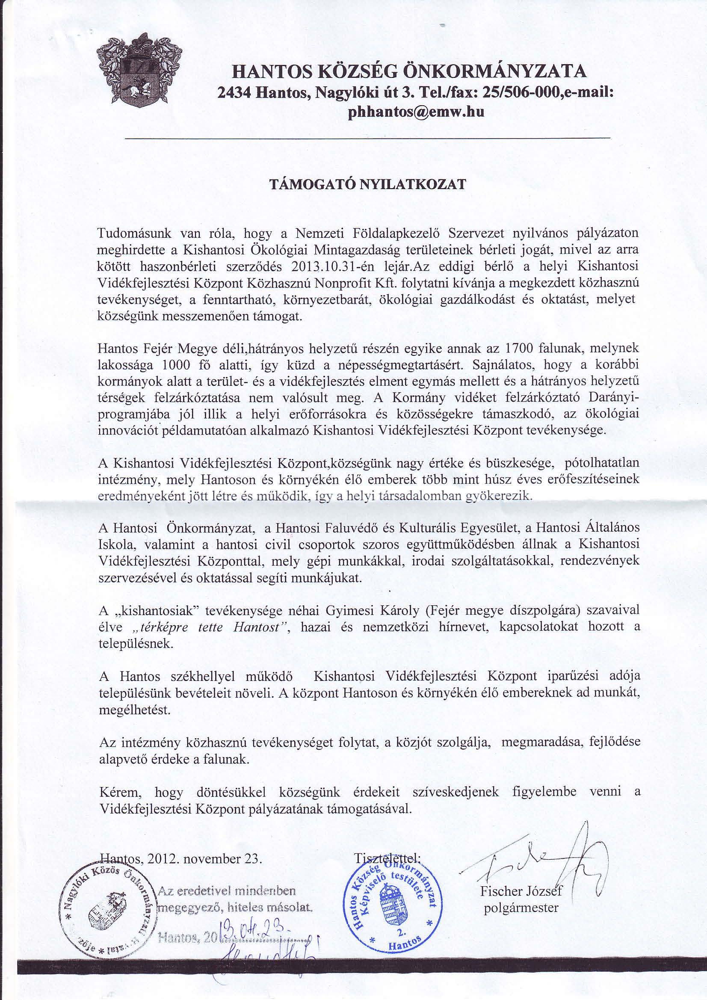 HANTOS KÖZSÉG ÖNKORMÁNYZATA
2434 Hantos, Nagylóki út 3. Tel./fax: 25/506-000,e-mail:
phhantos@emw.hu
TÁMOGATÓ NYILATKOZAT
Tudomásunk van róla, hogy a Nemzeti Földalapkezelő Szervezet nyilvános pályázaton
meghirdette a Kishantosi Ökológiai Mintagazdaság területeinek bérleti jogát, mivel az arra
kötött haszonbérleti szerződés 2013.10.31-én lejár.Az eddigi bérlő a helyi Kishantosi
Vidékfejlesztési Központ Közhasznú Nonprofit Kft. folytatni kívánja a megkezdett közhasznú
tevékenységet, a fenntartható, környezetbarát, ökológiai gazdálkodást és oktatást, melyet
községünk messzemenően támogat.
Hantos Fejér Megye déli,hátrányos helyzetű részén egyike annak az 1700 falunak, melynek
lakossága 1000 fő alatti, így küzd a népességmegtartásért. Sajnálatos, hogy a korábbi
kormányok alatt a terület- és a vidékfejlesztés elment egymás mellett és a hátrányos helyzetű
térségek felzárkóztatása nem valósult meg. A Kormány vidéket felzárkóztató Darányi-
programjába jól illik a helyi erőforrásokra és közösségekre támaszkodó, az ökológiai
innovációt példamutatóan alkalmazó Kishantosi Vidékfejlesztési Központ tevékenysége.
A Kishantosi Vidékfejlesztési Központ,községünk nagy értéke és büszkesége, pótolhatatlan
intézmény, mely Hantoson és környékén élő emberek több mint húsz éves erőfeszítéseinek
eredményeként jött létre és működik, így a helyi társadalomban gyökerezik.
A Hantosi Önkormányzat, a Hantosi Faluvédő és Kulturális Egyesület, a Hantosi Általános
Iskola, valamint a hantosi civil csoportok szoros együttműködésben állnak a Kishantosi
Vidékfejlesztési Központtal, mely gépi munkákkal, irodai szolgáltatásokkal, rendezvények
szervezésével és oktatással segíti munkájukat.
A „kishantosiak” tevékenysége néhai Gyimesi Károly (Fejér megye díszpolgára) szavaival
élve „térképre tette Hantost”, hazai és nemzetközi hírnevet, kapcsolatokat hozott a
településnek.
A Hantos székhellyel működő Kishantosi Vidékfejlesztési Központ iparűzési adója
településünk bevételeit növeli. A központ Hantoson és környékén élő embereknek ad munkát,
megélhetést.
Az intézmény közhasznú tevékenységet folytat, a közjót szolgálja, megmaradása, fejlődése
alapvető érdeke a falunak.
Kérem, hogy döntésükkel községünk érdekeit szíveskedjenek figyelembe venni a
Vidékfejlesztési Központ pályázatának támogatásával.
Hantos, 2012. november 23.
Tisztelettel:
Fischer József
polgármester
Az eredetivel mindenben
megegyező, hiteles másolat.
Hantos, 2013.04.23.
* Nagylóki Közös Önkormányzati
Hantos Község Önkormányzat
Képviselő testülete
2.
* Hantos *